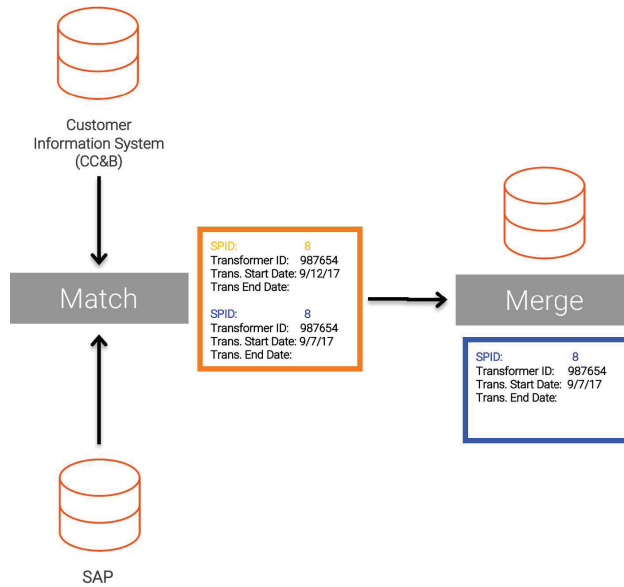 Customer
Information System
(CC&B)
Match
SPID: 8
Transformer ID: 987654
Trans. Start Date: 9/12/17
Trans End Date:
SPID: 8
Transformer ID: 987654
Trans. Start Date: 9/7/17
Trans. End Date:
Merge
SPID: 8
Transformer ID: 987654
Trans. Start Date: 9/7/17
Trans. End Date:
SAP